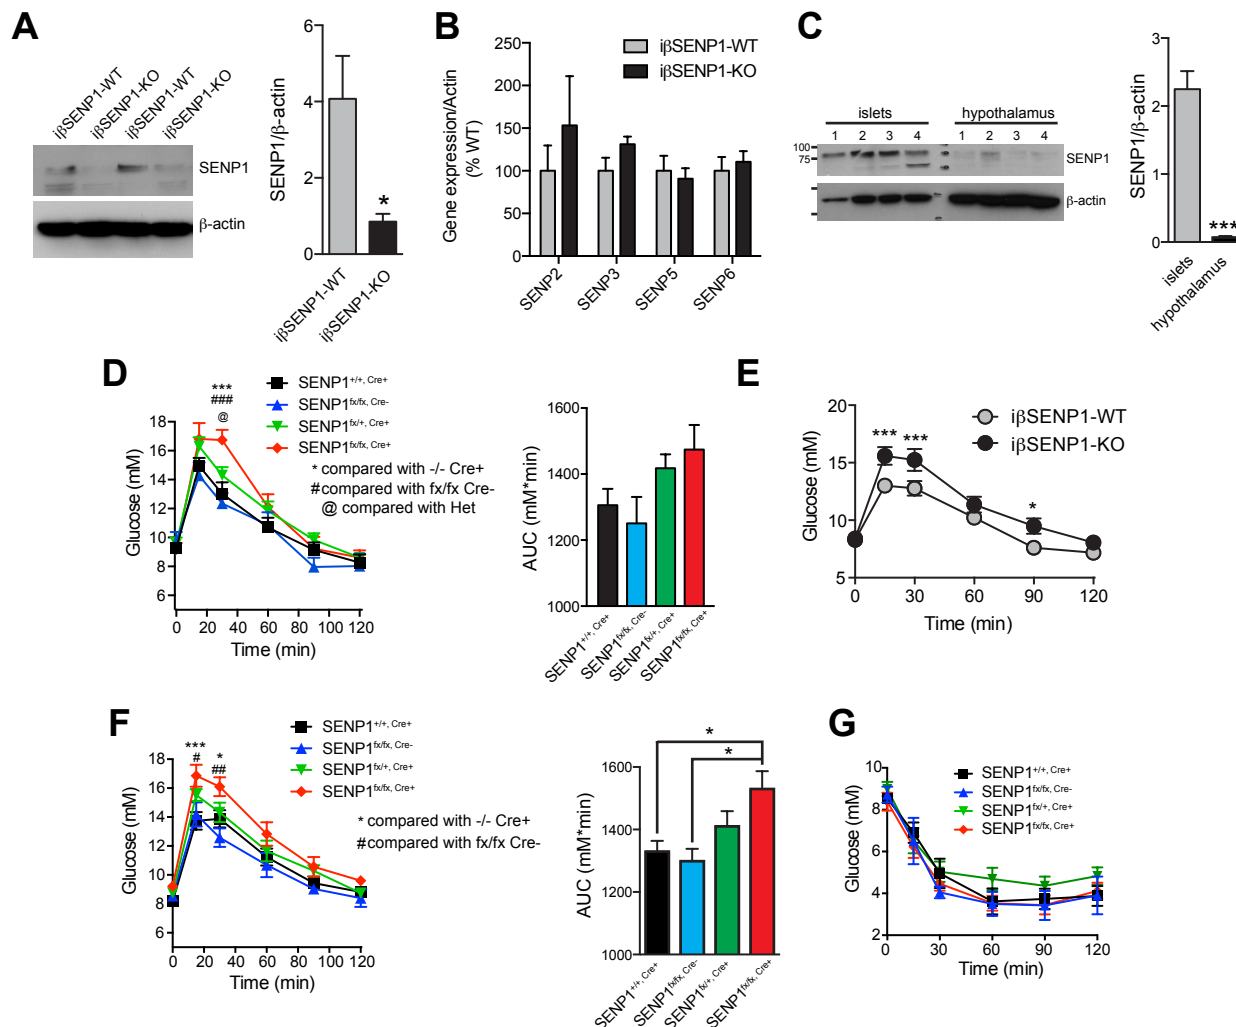 A
iβSENP1-WT
iβSENP1-KO
iβSENP1-WT
iβSENP1-KO
SENP1
β-actin
SENP1/β-actin
6
4
2
0
*
iβSENP1-WT
iβSENP1-KO
B
Gene expression/Actin
(% WT)
250
200
150
100
50
0
iβSENP1-WT
iβSENP1-KO
SENP2
SENP3
SENP5
SENP6
C
islets
hypothalamus
1 2 3 4
1 2 3 4
100
75
SENP1
β-actin
SENP1/β-actin
3
2
1
0
***
islets
hypothalamus
D
Glucose (mM)
18
16
14
12
10
8
6
***
###
@
SENP1+/+, Cre+
SENP1fx/fx, Cre-
SENP1fx/+, Cre+
SENP1fx/fx, Cre+
* compared with -/- Cre+
#compared with fx/fx Cre-
@ compared with Het
0 20 40 60 80 100 120
Time (min)
AUC (mM*min)
1600
1400
1200
1000
SENP1+/+, Cre+
SENP1fx/fx, Cre-
SENP1fx/+, Cre+
SENP1fx/fx, Cre+
E
Glucose (mM)
20
15
10
5
*** ***
*
iβSENP1-WT
iβSENP1-KO
0 30 60 90 120
Time (min)
F
Glucose (mM)
18
16
14
12
10
8
6
*** *
# ##
SENP1+/+, Cre+
SENP1fx/fx, Cre-
SENP1fx/+, Cre+
SENP1fx/fx, Cre+
* compared with -/- Cre+
#compared with fx/fx Cre-
0 20 40 60 80 100 120
Time (min)
AUC (mM*min)
1600
1400
1200
1000
*
*
SENP1+/+, Cre+
SENP1fx/fx, Cre-
SENP1fx/+, Cre+
SENP1fx/fx, Cre+
G
Glucose (mM)
10
8
6
4
2
SENP1+/+, Cre+
SENP1fx/fx, Cre-
SENP1fx/+, Cre+
SENP1fx/fx, Cre+
0 30 60 90 120
Time (min)